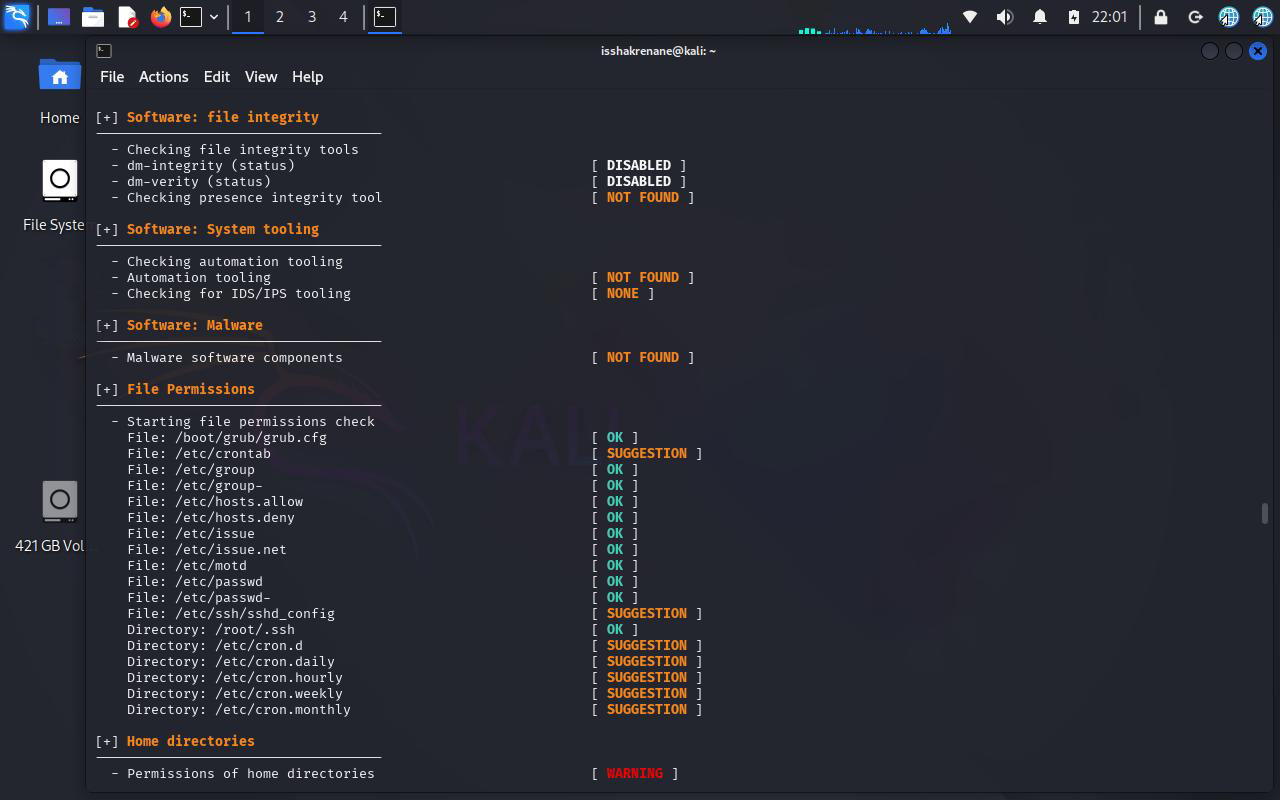 1 2 3 4 22:01
isshakrenane@kali: ~
File Actions Edit View Help
Home
File Syste
421 GB Vol...
[+] Software: file integrity
- Checking file integrity tools
- dm-integrity (status) [ DISABLED ]
- dm-verity (status) [ DISABLED ]
- Checking presence integrity tool [ NOT FOUND ]
[+] Software: System tooling
- Checking automation tooling
- Automation tooling [ NOT FOUND ]
- Checking for IDS/IPS tooling [ NONE ]
[+] Software: Malware
- Malware software components [ NOT FOUND ]
[+] File Permissions
- Starting file permissions check
File: /boot/grub/grub.cfg [ OK ]
File: /etc/crontab [ SUGGESTION ]
File: /etc/group [ OK ]
File: /etc/group- [ OK ]
File: /etc/hosts.allow [ OK ]
File: /etc/hosts.deny [ OK ]
File: /etc/issue [ OK ]
File: /etc/issue.net [ OK ]
File: /etc/motd [ OK ]
File: /etc/passwd [ OK ]
File: /etc/passwd- [ OK ]
File: /etc/ssh/sshd_config [ SUGGESTION ]
Directory: /root/.ssh [ OK ]
Directory: /etc/cron.d [ SUGGESTION ]
Directory: /etc/cron.daily [ SUGGESTION ]
Directory: /etc/cron.hourly [ SUGGESTION ]
Directory: /etc/cron.weekly [ SUGGESTION ]
Directory: /etc/cron.monthly [ SUGGESTION ]
[+] Home directories
- Permissions of home directories [ WARNING ]